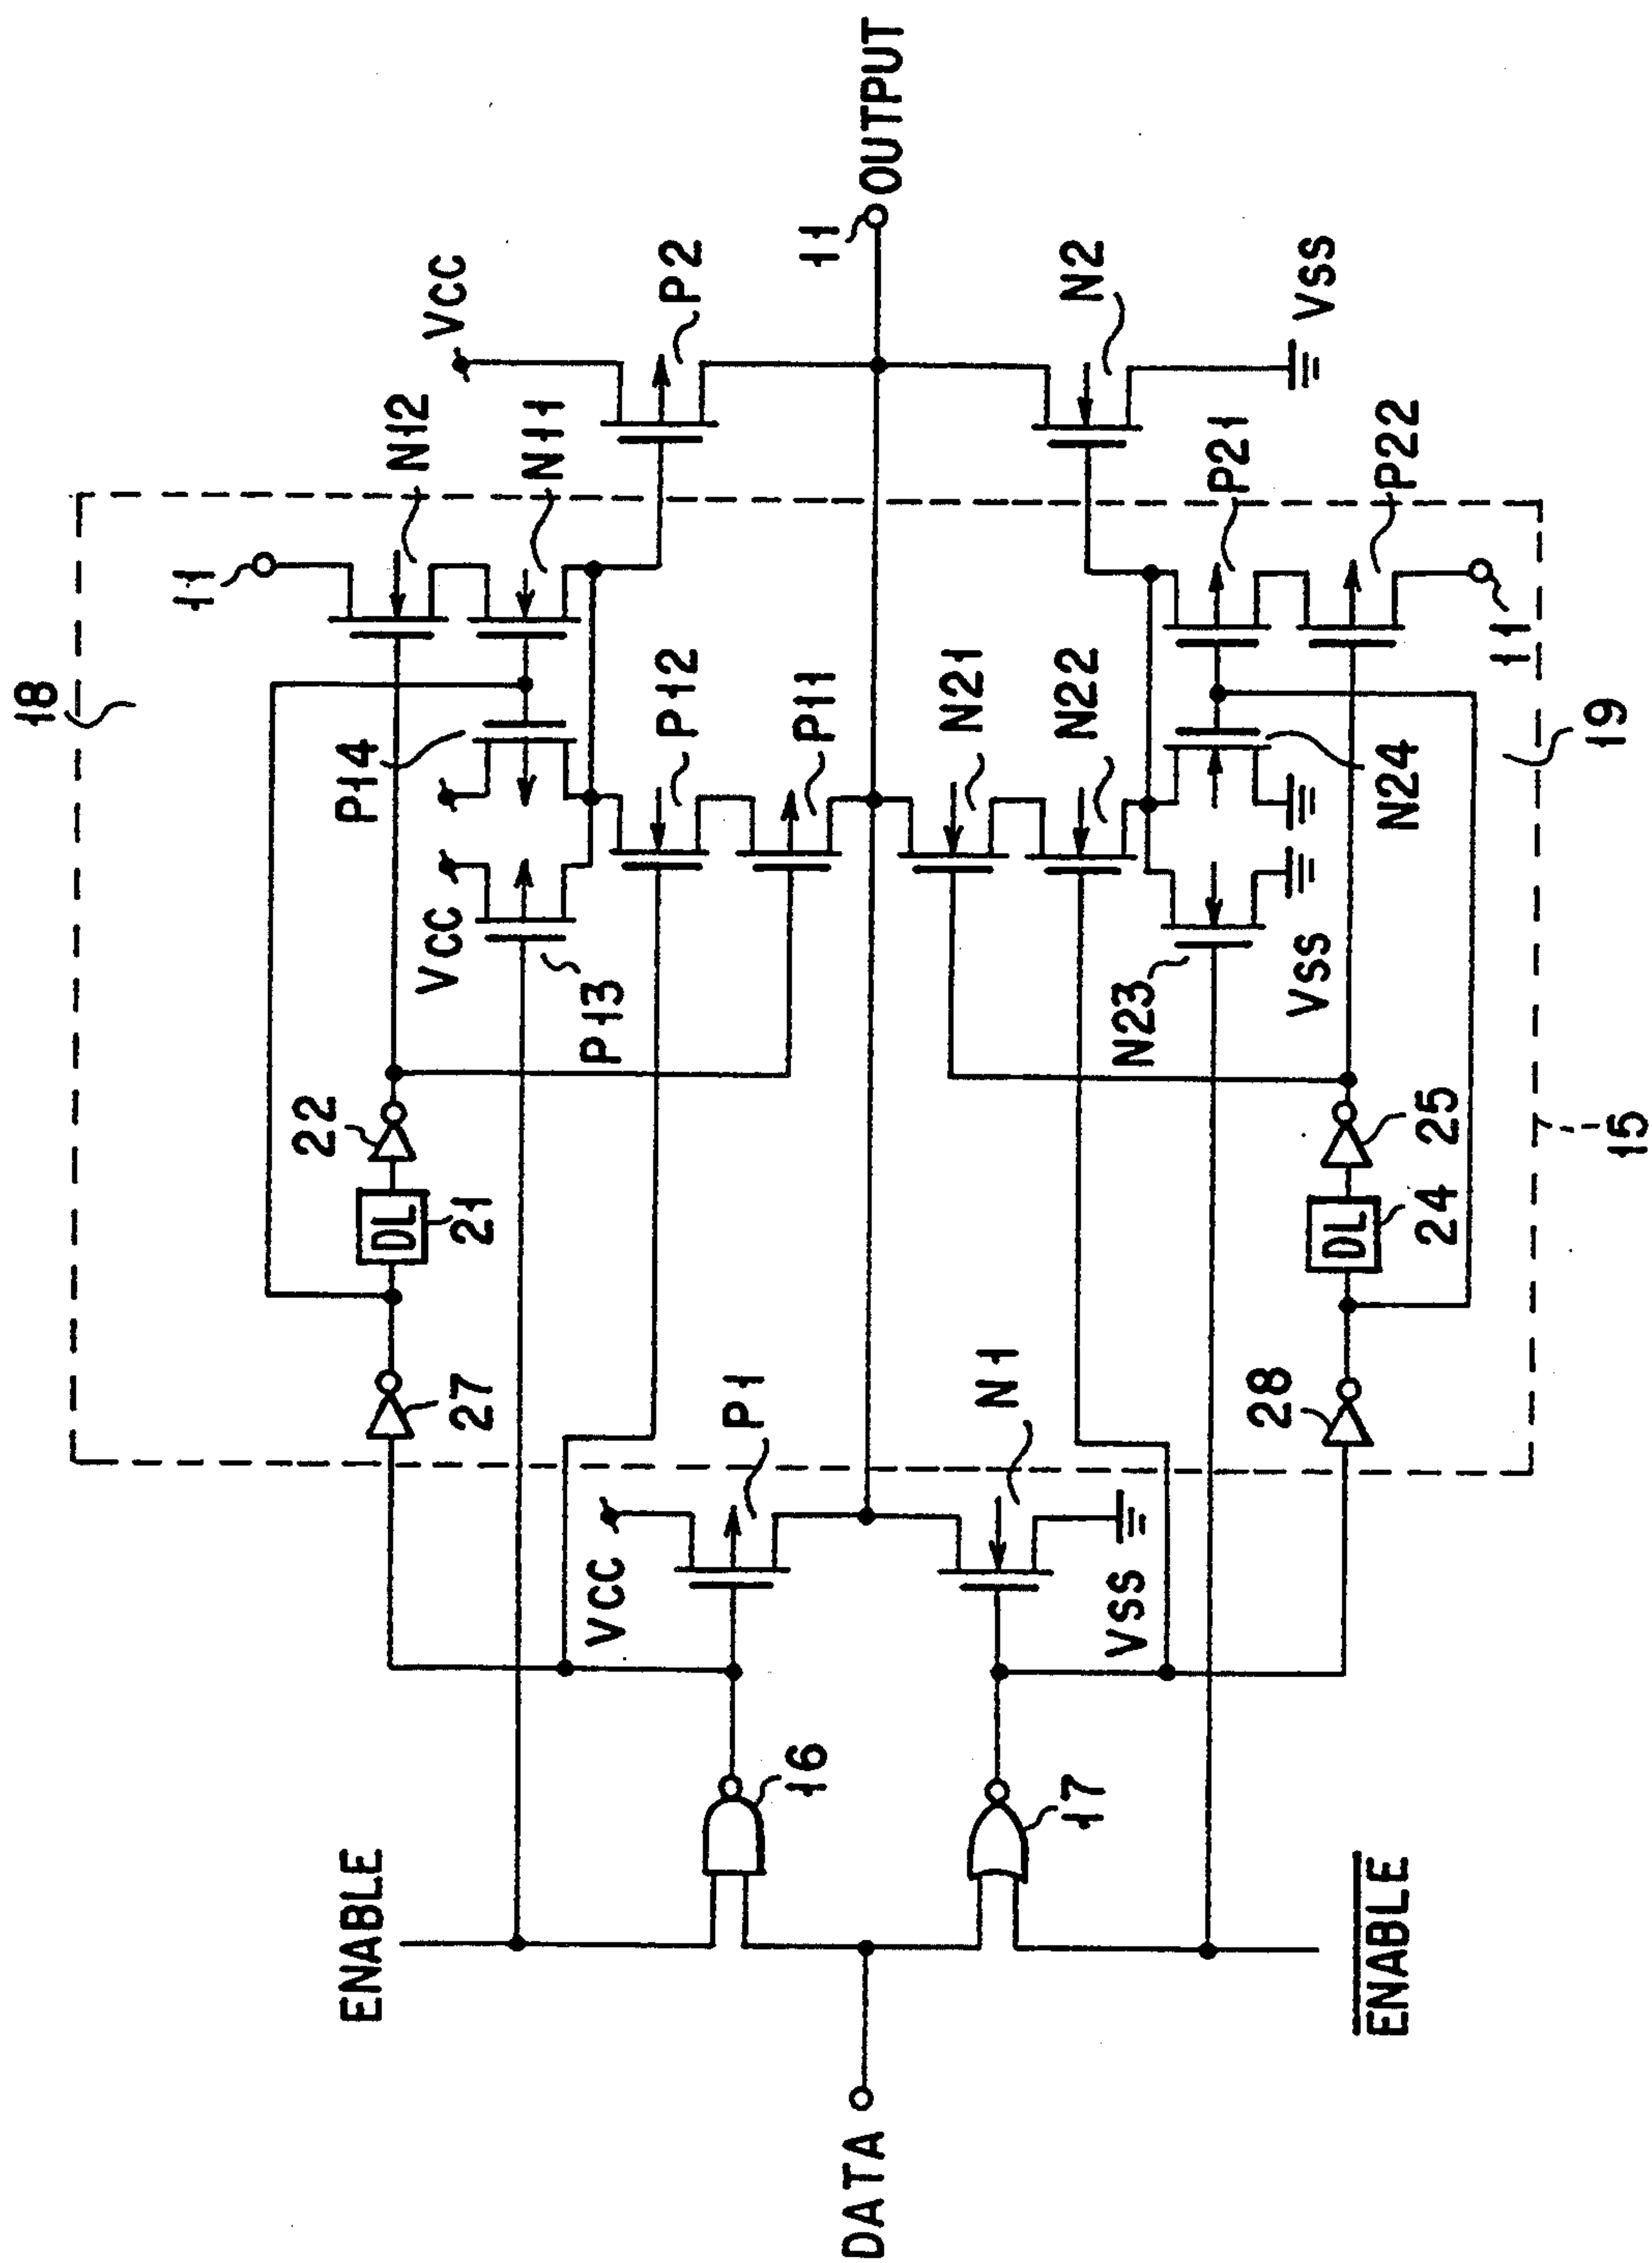 18
11
N12
VCC
N11
P14
P2
22
VCC
P12
DL
21
P13
P11
27
ENABLE
VCC
P1
16
11 OUTPUT
DATA
N21
N1
N2
17
N22
VSS
N23
VSS
N24
P21
VSS
28
DL
24
25
P22
ENABLE
11
15
19